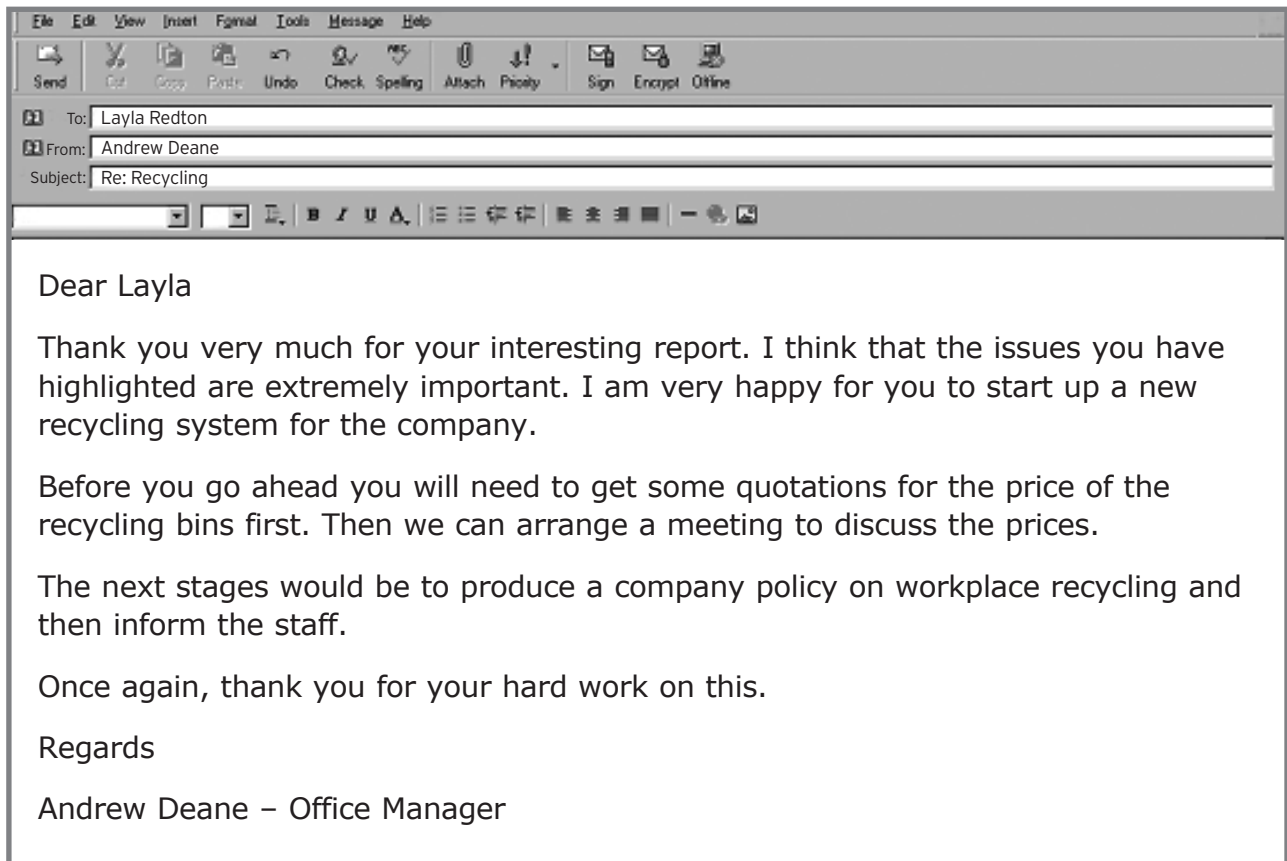 File Edit View Insert Format Tools Message Help
Send Cut Copy Paste Undo Check Spelling Attach Priority Sign Encrypt Offline
To: Layla Redton
From: Andrew Deane
Subject: Re: Recycling
Dear Layla
Thank you very much for your interesting report. I think that the issues you have
highlighted are extremely important. I am very happy for you to start up a new
recycling system for the company.
Before you go ahead you will need to get some quotations for the price of the
recycling bins first. Then we can arrange a meeting to discuss the prices.
The next stages would be to produce a company policy on workplace recycling and
then inform the staff.
Once again, thank you for your hard work on this.
Regards
Andrew Deane – Office Manager